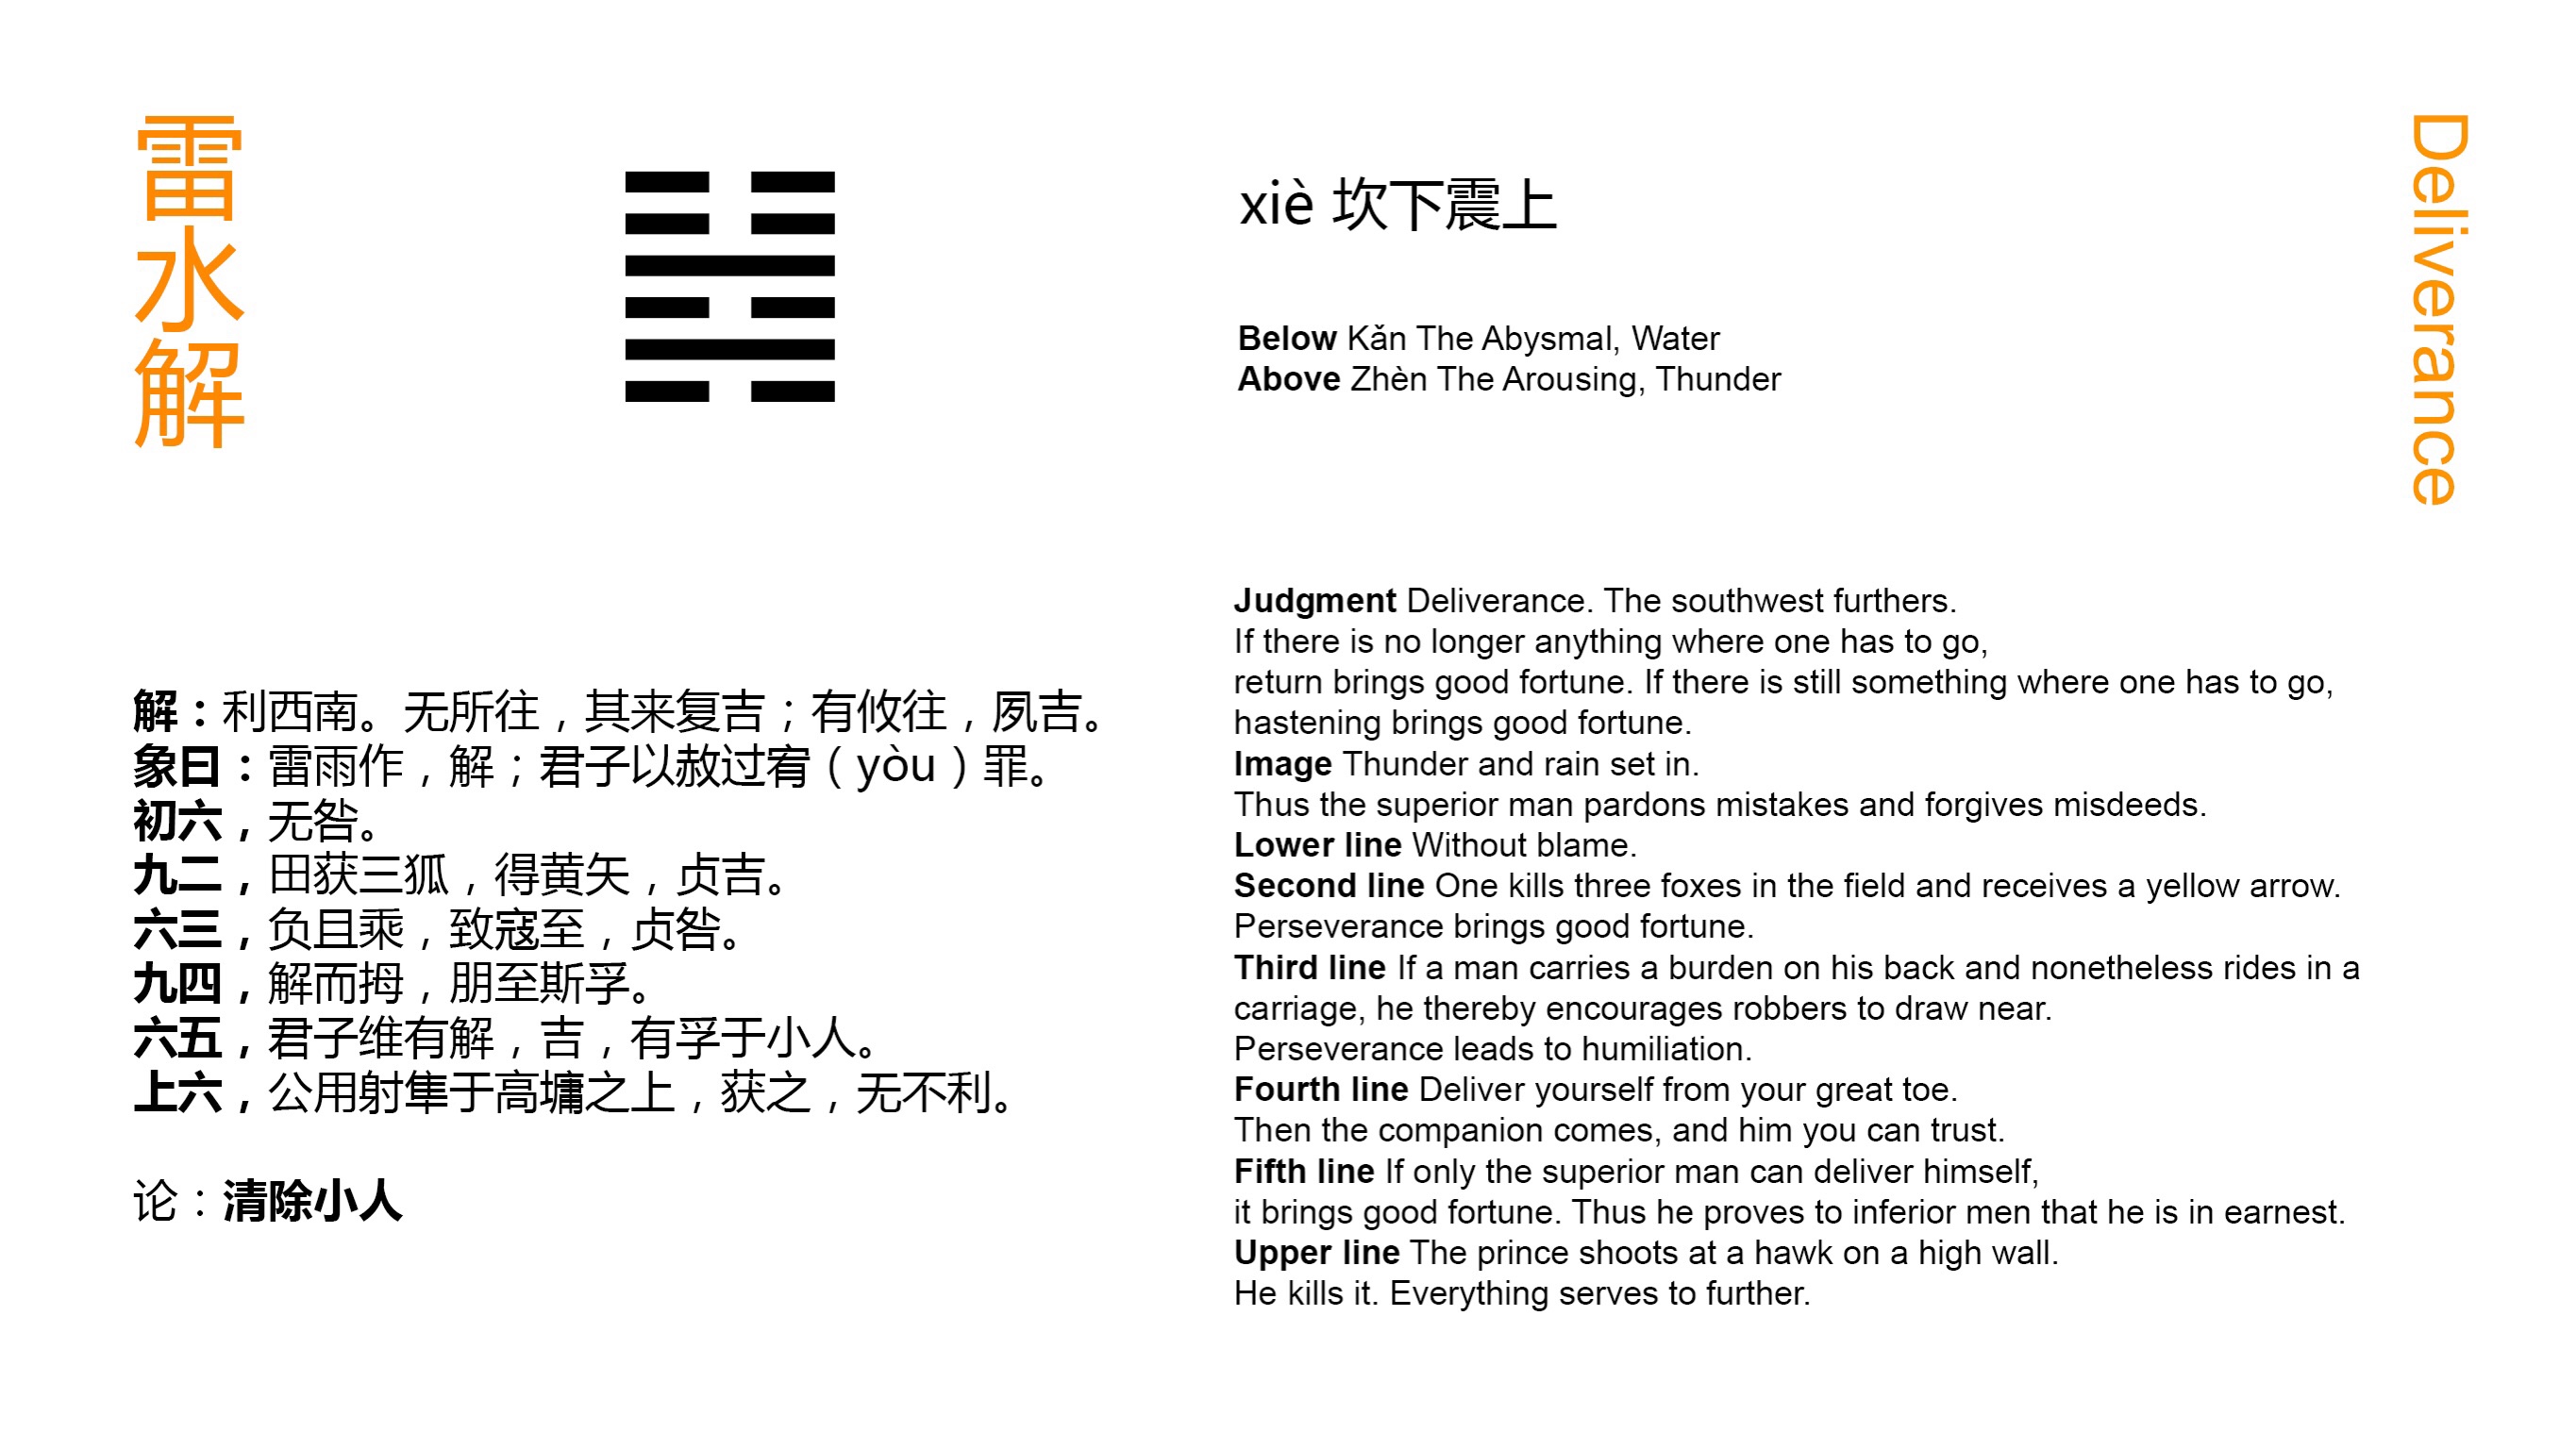 雷水解
xiè 坎下震上
Below Kǎn The Abysmal, Water
Above Zhèn The Arousing, Thunder
Deliverance
解：利西南。无所往，其来复吉；有攸往，夙吉。
象曰：雷雨作，解；君子以赦过宥（yòu）罪。
初六，无咎。
九二，田获三狐，得黄矢，贞吉。
六三，负且乘，致寇至，贞咎。
九四，解而拇，朋至斯孚。
六五，君子维有解，吉，有孚于小人。
上六，公用射隼于高墉之上，获之，无不利。
论：清除小人
Judgment Deliverance. The southwest furthers.
If there is no longer anything where one has to go,
return brings good fortune. If there is still something where one has to go,
hastening brings good fortune.
Image Thunder and rain set in.
Thus the superior man pardons mistakes and forgives misdeeds.
Lower line Without blame.
Second line One kills three foxes in the field and receives a yellow arrow.
Perseverance brings good fortune.
Third line If a man carries a burden on his back and nonetheless rides in a
carriage, he thereby encourages robbers to draw near.
Perseverance leads to humiliation.
Fourth line Deliver yourself from your great toe.
Then the companion comes, and him you can trust.
Fifth line If only the superior man can deliver himself,
it brings good fortune. Thus he proves to inferior men that he is in earnest.
Upper line The prince shoots at a hawk on a high wall.
He kills it. Everything serves to further.